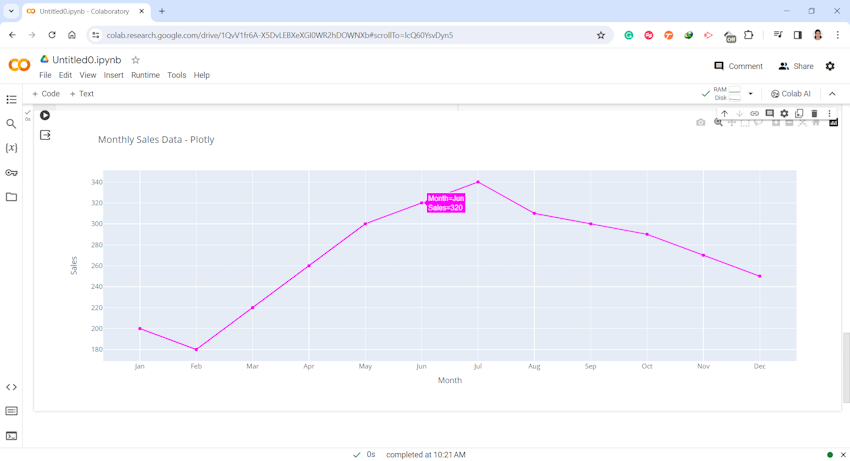 Untitled0.ipynb - Colaboratory
colab.research.google.com/drive/1QvV1fr6A-X5DvLEBXeXGl0WR2hDOWNXb#scrollTo=lcQ60YsvDyn5
Off
CO
Untitled0.ipynb
File Edit View Insert Runtime Tools Help
Comment
Share
+ Code + Text
RAM
Disk
Colab AI
0s
{x}
Monthly Sales Data - Plotly
340
320
300
280
260
240
220
200
180
Sales
Month=Jun
Sales=320
Jan Feb Mar Apr May Jun Jul Aug Sep Oct Nov Dec
Month
0s completed at 10:21 AM